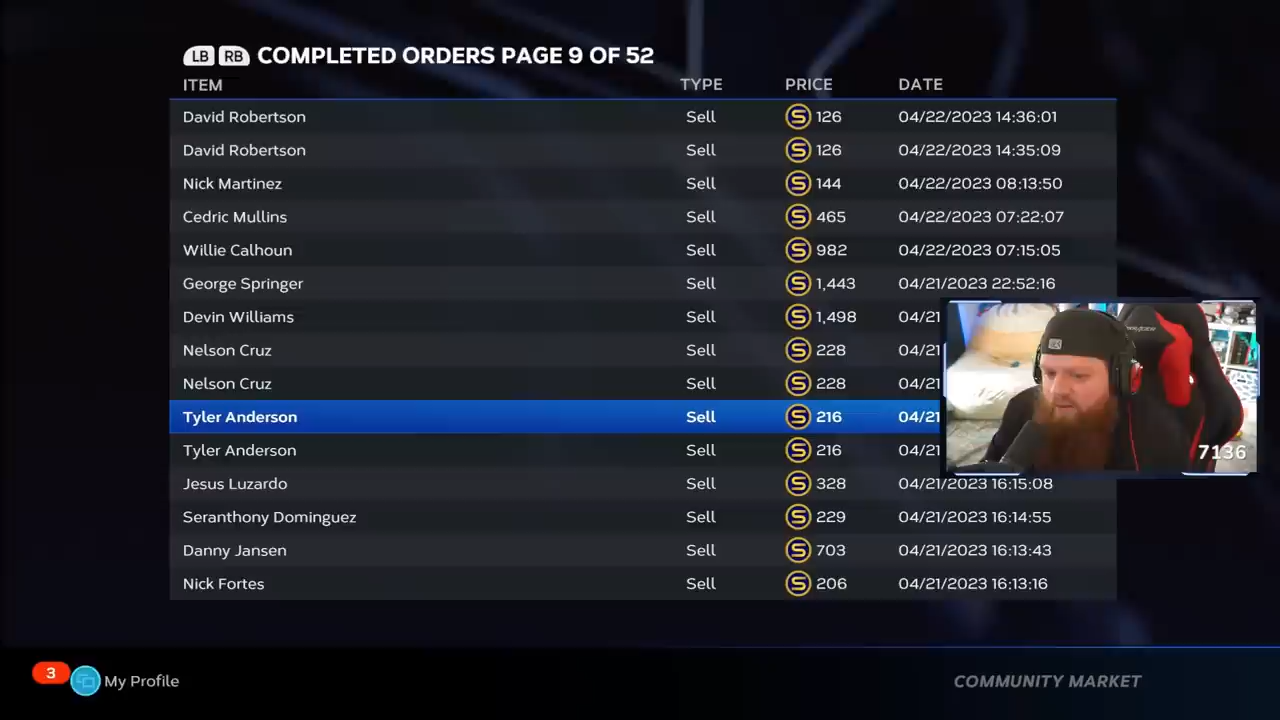 LB RB COMPLETED ORDERS PAGE 9 OF 52
ITEM TYPE PRICE DATE
David Robertson Sell S 126 04/22/2023 14:36:01
David Robertson Sell S 126 04/22/2023 14:35:09
Nick Martinez Sell S 144 04/22/2023 08:13:50
Cedric Mullins Sell S 465 04/22/2023 07:22:07
Willie Calhoun Sell S 982 04/22/2023 07:15:05
George Springer Sell S 1,443 04/21/2023 22:52:16
Devin Williams Sell S 1,498 04/21
Nelson Cruz Sell S 228 04/21
Nelson Cruz Sell S 228 04/21
Tyler Anderson Sell S 216 04/21
Tyler Anderson Sell S 216 04/21
7136
Jesus Luzardo Sell S 328 04/21/2023 16:15:08
Seranthony Dominguez Sell S 229 04/21/2023 16:14:55
Danny Jansen Sell S 703 04/21/2023 16:13:43
Nick Fortes Sell S 206 04/21/2023 16:13:16
3 My Profile COMMUNITY MARKET